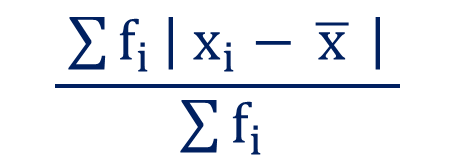 ∑ fᵢ | xᵢ − x̅ |
∑ fᵢ